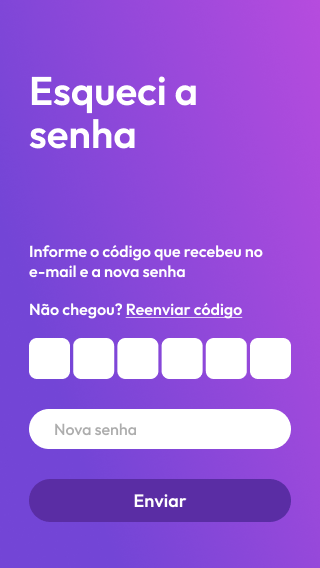 Esqueci a
senha
Informe o código que recebeu no
e-mail e a nova senha
Não chegou? Reenviar código
Nova senha
Enviar